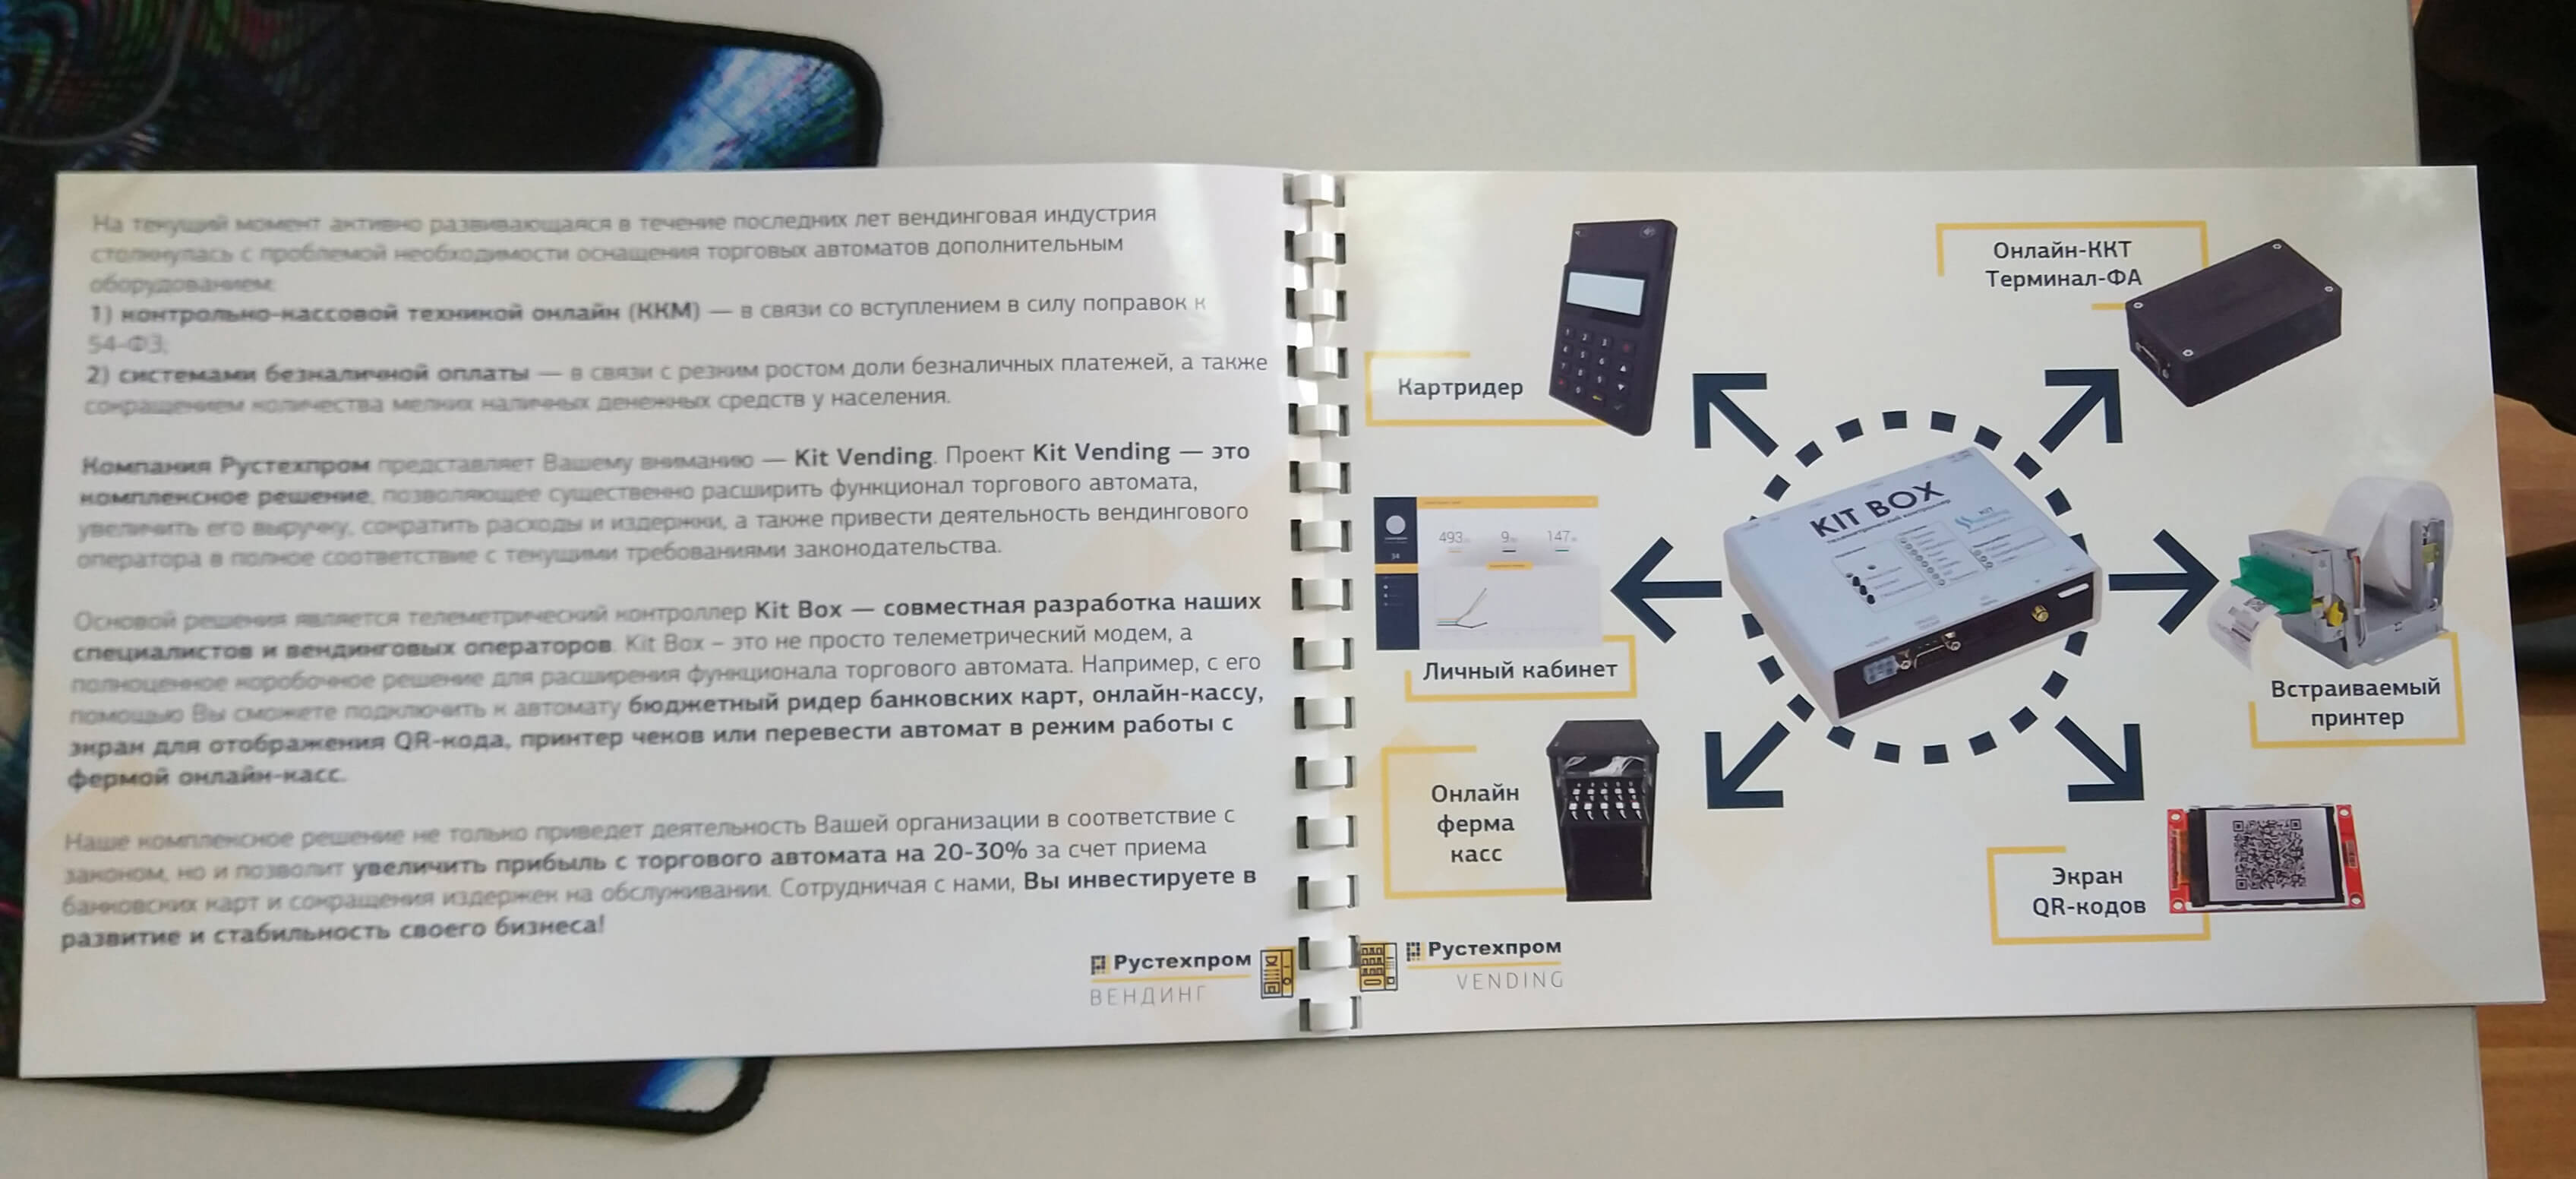 На текущий момент активно развивающаяся в течение последних лет вендинговая индустрия
столкнулась с проблемой необходимости оснащения торговых автоматов дополнительным
оборудованием:
1) контрольно-кассовой техникой онлайн (ККМ) — в связи со вступлением в силу поправок к
54-ФЗ;
2) системами безналичной оплаты — в связи с резким ростом доли безналичных платежей, а также
сокращением количества мелких наличных денежных средств у населения.
Компания Рустехпром представляет Вашему вниманию — Kit Vending. Проект Kit Vending — это
комплексное решение, позволяющее существенно расширить функционал торгового автомата,
увеличить его выручку, сократить расходы и издержки, а также привести деятельность вендингового
оператора в полное соответствие с текущими требованиями законодательства.
Основой решения является телеметрический контроллер Kit Box — совместная разработка наших
специалистов и вендинговых операторов. Kit Box – это не просто телеметрический модем, а
полноценное коробочное решение для расширения функционала торгового автомата. Например, с его
помощью Вы сможете подключить к автомату бюджетный ридер банковских карт, онлайн-кассу,
экран для отображения QR-кода, принтер чеков или перевести автомат в режим работы с
фермой онлайн-касс.
Наше комплексное решение не только приведет деятельность Вашей организации в соответствие с
законом, но и позволит увеличить прибыль с торгового автомата на 20-30% за счет приема
банковских карт и сокращения издержек на обслуживании. Сотрудничая с нами, Вы инвестируете в
развитие и стабильность своего бизнеса!
Рустехпром
ВЕНДИНГ
Онлайн-ККТ
Терминал-ФА
Картридер
KIT BOX
телеметрический контроллер
KIT
493
9
147
Личный кабинет
Встраиваемый
принтер
Онлайн
ферма
касс
Экран
QR-кодов
Рустехпром
VENDING